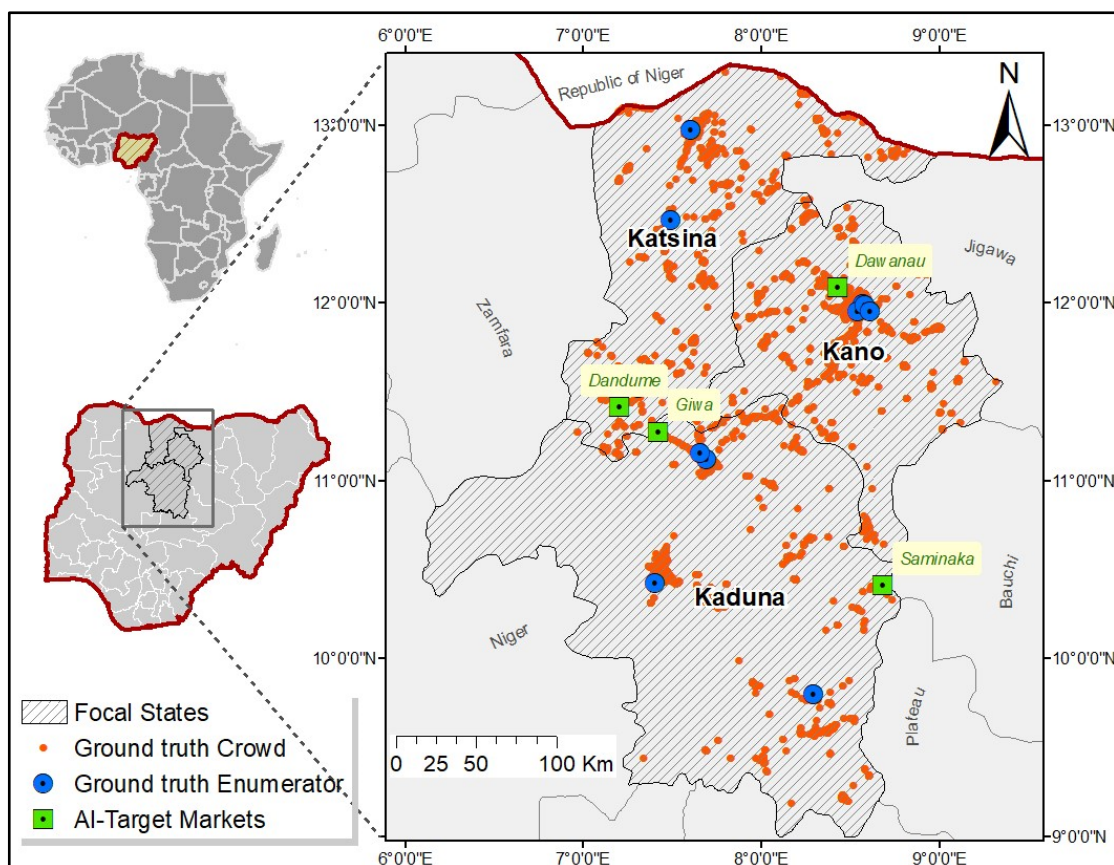 6°0'0"E 7°0'0"E 8°0'0"E 9°0'0"E
Republic of Niger
N
13°0'0"N 13°0'0"N
Katsina
Jigawa
Dawanau
12°0'0"N 12°0'0"N
Zamfara
Kano
Dandume
Giwa
11°0'0"N 11°0'0"N
Saminaka
Kaduna
Bauchi
Niger
10°0'0"N 10°0'0"N
Plateau
Focal States
Ground truth Crowd
Ground truth Enumerator
AI-Target Markets
0 25 50 100 Km
9°0'0"N
6°0'0"E 7°0'0"E 8°0'0"E 9°0'0"E